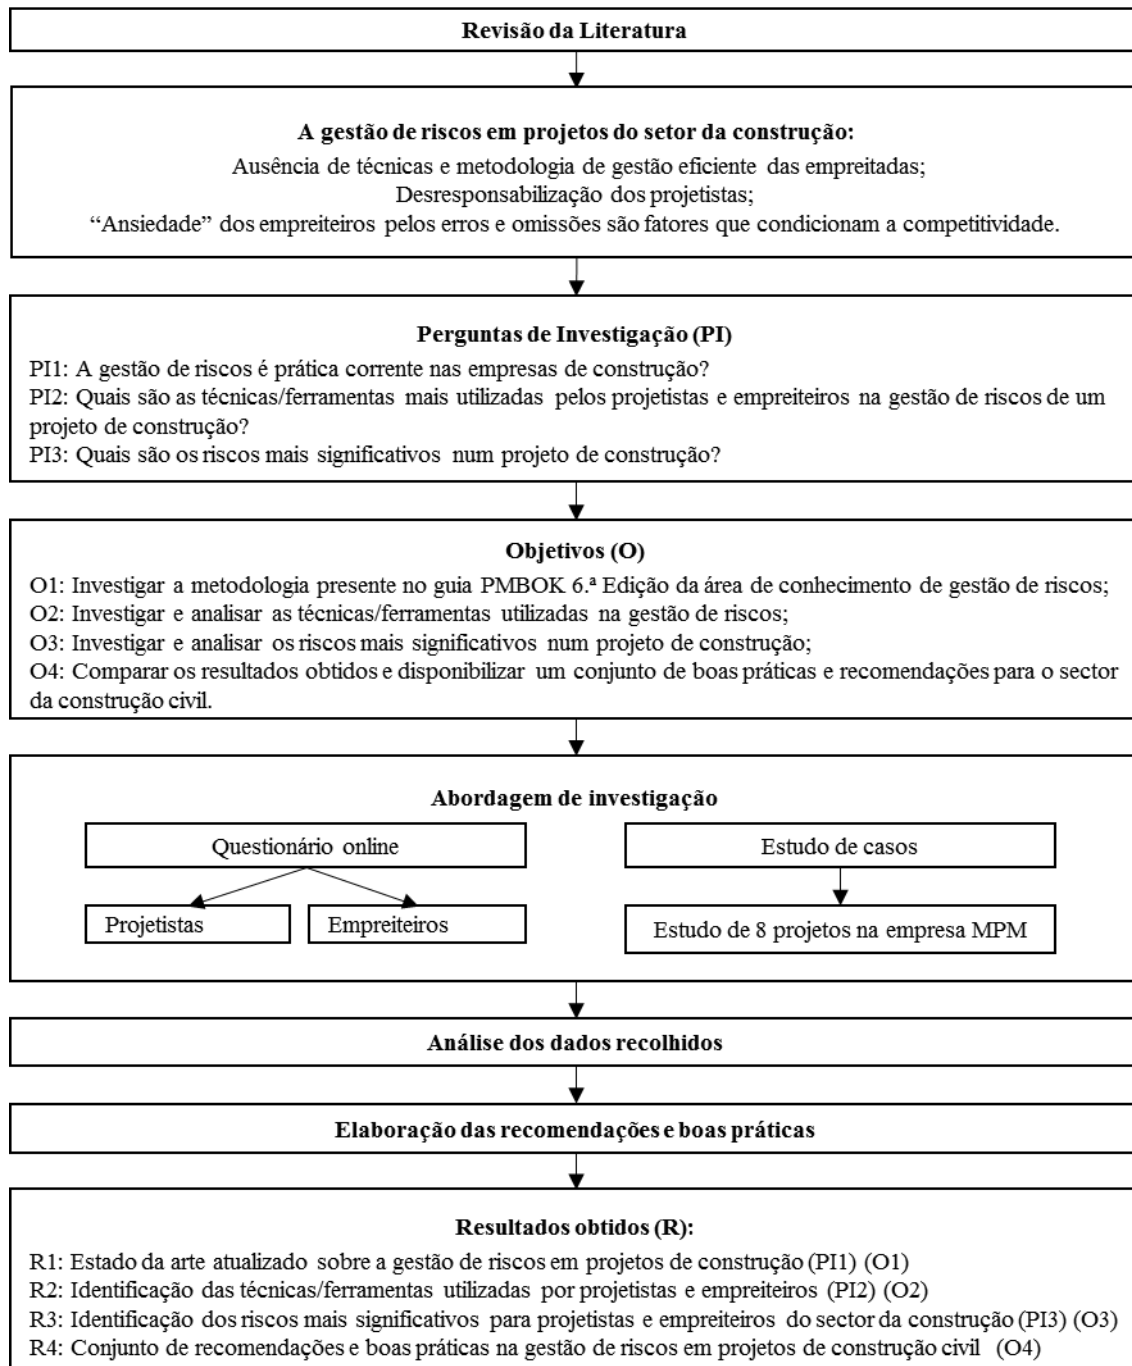 Revisão da Literatura
A gestão de riscos em projetos do setor da construção:
Ausência de técnicas e metodologia de gestão eficiente das empreitadas;
Desresponsabilização dos projetistas;
“Ansiedade” dos empreiteiros pelos erros e omissões são fatores que condicionam a competitividade.
Perguntas de Investigação (PI)
PI1: A gestão de riscos é prática corrente nas empresas de construção?
PI2: Quais são as técnicas/ferramentas mais utilizadas pelos projetistas e empreiteiros na gestão de riscos de um
projeto de construção?
PI3: Quais são os riscos mais significativos num projeto de construção?
Objetivos (O)
O1: Investigar a metodologia presente no guia PMBOK 6.ª Edição da área de conhecimento de gestão de riscos;
O2: Investigar e analisar as técnicas/ferramentas utilizadas na gestão de riscos;
O3: Investigar e analisar os riscos mais significativos num projeto de construção;
O4: Comparar os resultados obtidos e disponibilizar um conjunto de boas práticas e recomendações para o sector
da construção civil.
Abordagem de investigação
Questionário online
Estudo de casos
Projetistas
Empreiteiros
Estudo de 8 projetos na empresa MPM
Análise dos dados recolhidos
Elaboração das recomendações e boas práticas
Resultados obtidos (R):
R1: Estado da arte atualizado sobre a gestão de riscos em projetos de construção (PI1) (O1)
R2: Identificação das técnicas/ferramentas utilizadas por projetistas e empreiteiros (PI2) (O2)
R3: Identificação dos riscos mais significativos para projetistas e empreiteiros do sector da construção (PI3) (O3)
R4: Conjunto de recomendações e boas práticas na gestão de riscos em projetos de construção civil (O4)